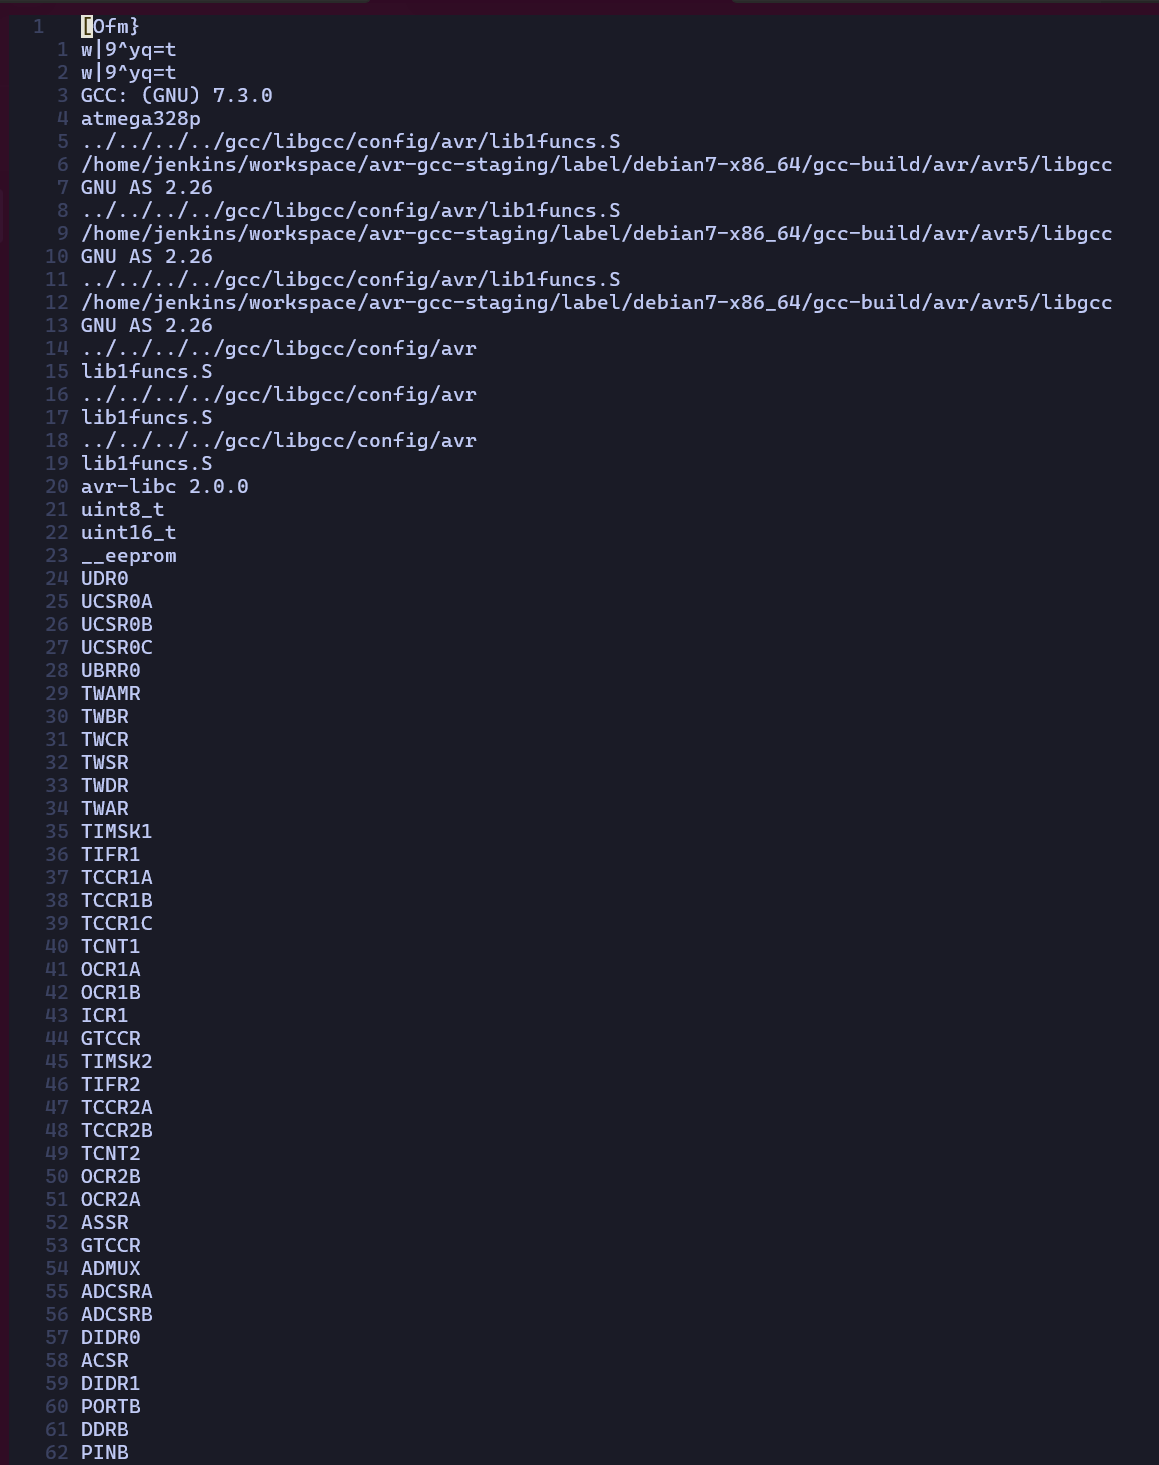 1 [Ofm}
1 w|9^yq=t
2 w|9^yq=t
3 GCC: (GNU) 7.3.0
4 atmega328p
5 ../../../../gcc/libgcc/config/avr/lib1funcs.S
6 /home/jenkins/workspace/avr-gcc-staging/label/debian7-x86_64/gcc-build/avr/avr5/libgcc
7 GNU AS 2.26
8 ../../../../gcc/libgcc/config/avr/lib1funcs.S
9 /home/jenkins/workspace/avr-gcc-staging/label/debian7-x86_64/gcc-build/avr/avr5/libgcc
10 GNU AS 2.26
11 ../../../../gcc/libgcc/config/avr/lib1funcs.S
12 /home/jenkins/workspace/avr-gcc-staging/label/debian7-x86_64/gcc-build/avr/avr5/libgcc
13 GNU AS 2.26
14 ../../../../gcc/libgcc/config/avr
15 lib1funcs.S
16 ../../../../gcc/libgcc/config/avr
17 lib1funcs.S
18 ../../../../gcc/libgcc/config/avr
19 lib1funcs.S
20 avr-libc 2.0.0
21 uint8_t
22 uint16_t
23 __eeprom
24 UDR0
25 UCSR0A
26 UCSR0B
27 UCSR0C
28 UBRR0
29 TWAMR
30 TWBR
31 TWCR
32 TWSR
33 TWDR
34 TWAR
35 TIMSK1
36 TIFR1
37 TCCR1A
38 TCCR1B
39 TCCR1C
40 TCNT1
41 OCR1A
42 OCR1B
43 ICR1
44 GTCCR
45 TIMSK2
46 TIFR2
47 TCCR2A
48 TCCR2B
49 TCNT2
50 OCR2B
51 OCR2A
52 ASSR
53 GTCCR
54 ADMUX
55 ADCSRA
56 ADCSRB
57 DIDR0
58 ACSR
59 DIDR1
60 PORTB
61 DDRB
62 PINB